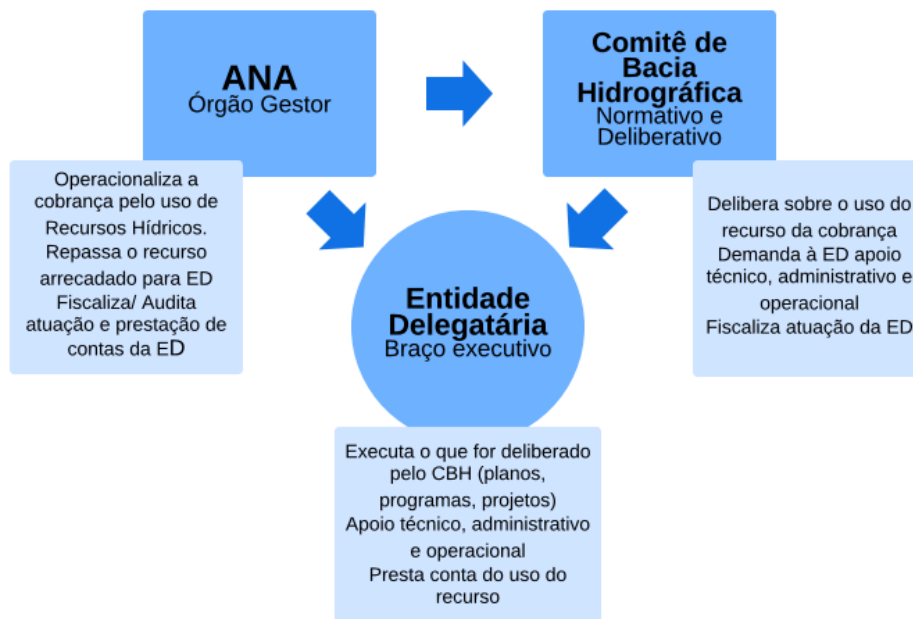 ANA
Órgão Gestor
Comitê de
Bacia
Hidrográfica
Normativo e
Deliberativo
Operacionaliza a
cobrança pelo uso de
Recursos Hídricos.
Repassa o recurso
arrecadado para ED
Fiscaliza/ Audita
atuação e prestação de
contas da ED
Delibera sobre o uso do
recurso da cobrança
Demanda à ED apoio
técnico, administrativo e
operacional
Fiscaliza atuação da ED
Entidade
Delegatária
Braço executivo
Executa o que for deliberado
pelo CBH (planos,
programas, projetos)
Apoio técnico, administrativo
e operacional
Presta conta do uso do
recurso